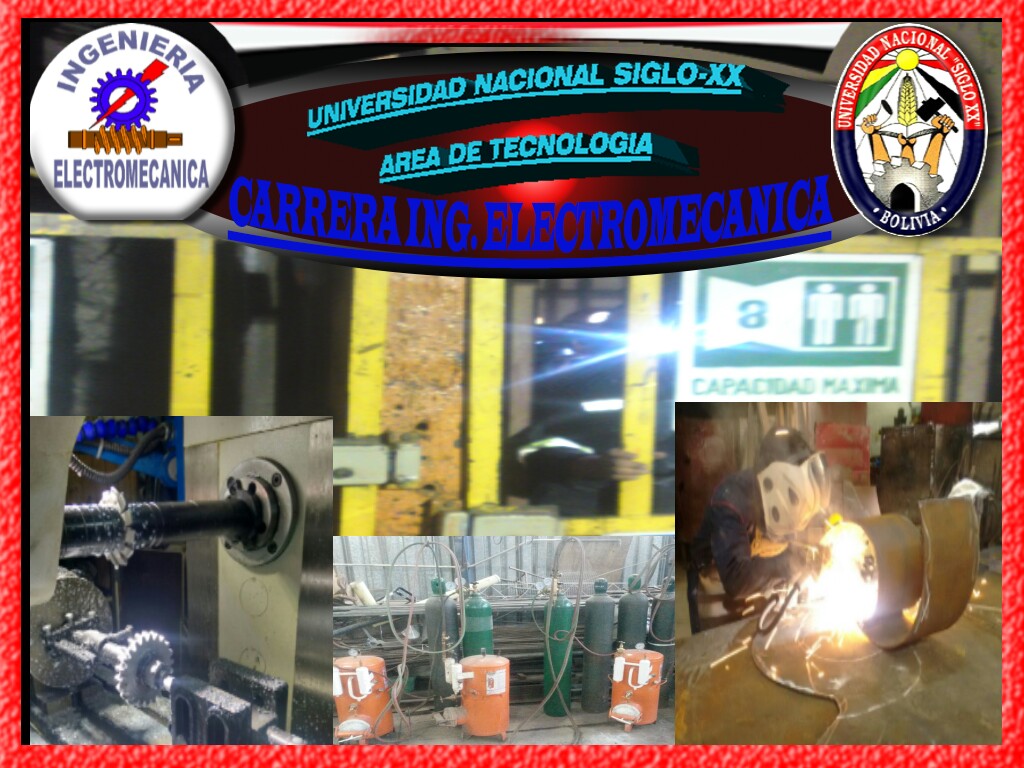 INGENIERIA
ELECTROMECANICA
UNIVERSIDAD NACIONAL SIGLO-XX
AREA DE TECNOLOGIA
CARRERA ING. ELECTROMECANICA
UNIVERSIDAD NACIONAL "SIGLO XX"
BOLIVIA
8
CAPACIDAD MAXIMA